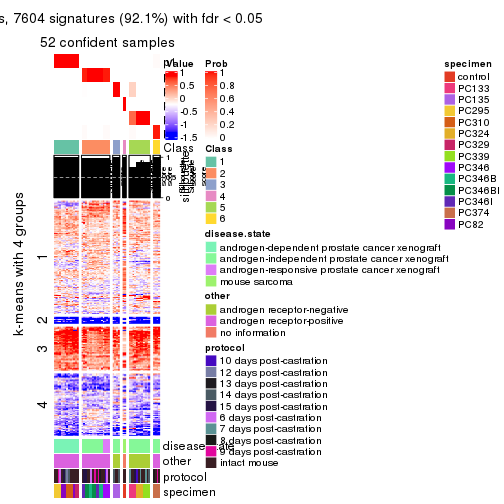 s, 7604 signatures (92.1%) with fdr < 0.05
52 confident samples
k-means with 4 groups
1
2
3
4
Value
1
0.5
0
-0.5
-1
-1.5
Prob
1
0.8
0.6
0.4
0.2
0
Class
1
0
Class
1
2
3
4
5
6
disease.state
androgen-dependent prostate cancer xenograft
androgen-independent prostate cancer xenograft
androgen-responsive prostate cancer xenograft
mouse sarcoma
other
androgen receptor-negative
androgen receptor-positive
no information
protocol
10 days post-castration
12 days post-castration
13 days post-castration
14 days post-castration
15 days post-castration
6 days post-castration
7 days post-castration
8 days post-castration
9 days post-castration
intact mouse
disease.state
other
protocol
specimen
specimen
control
PC133
PC135
PC295
PC310
PC324
PC329
PC339
PC346
PC346B
PC346BI
PC346I
PC374
PC82